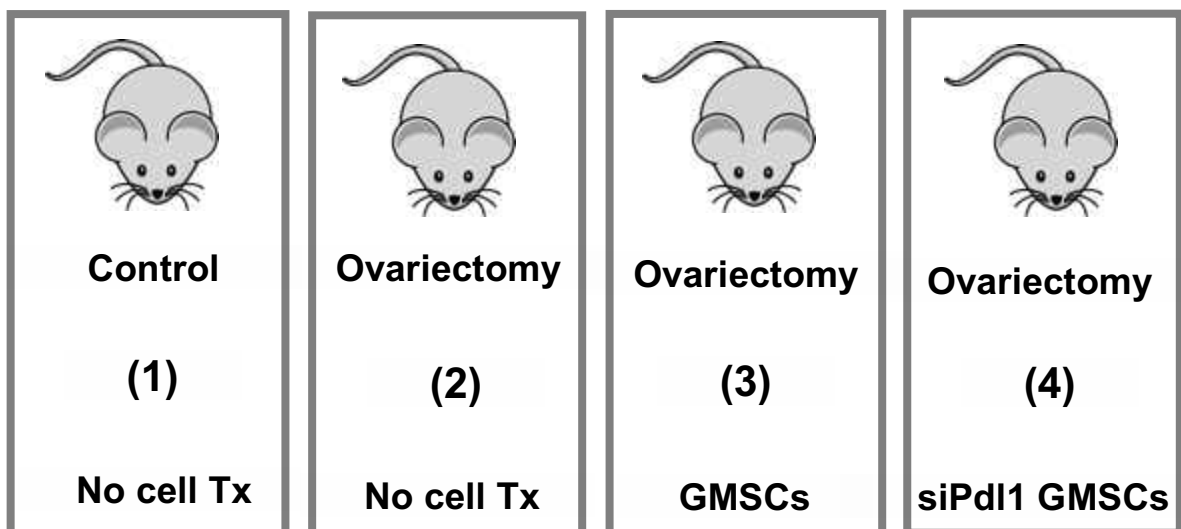 Control
(1)
No cell Tx
Ovariectomy
(2)
No cell Tx
Ovariectomy
(3)
GMSCs
Ovariectomy
(4)
siPdl1 GMSCs